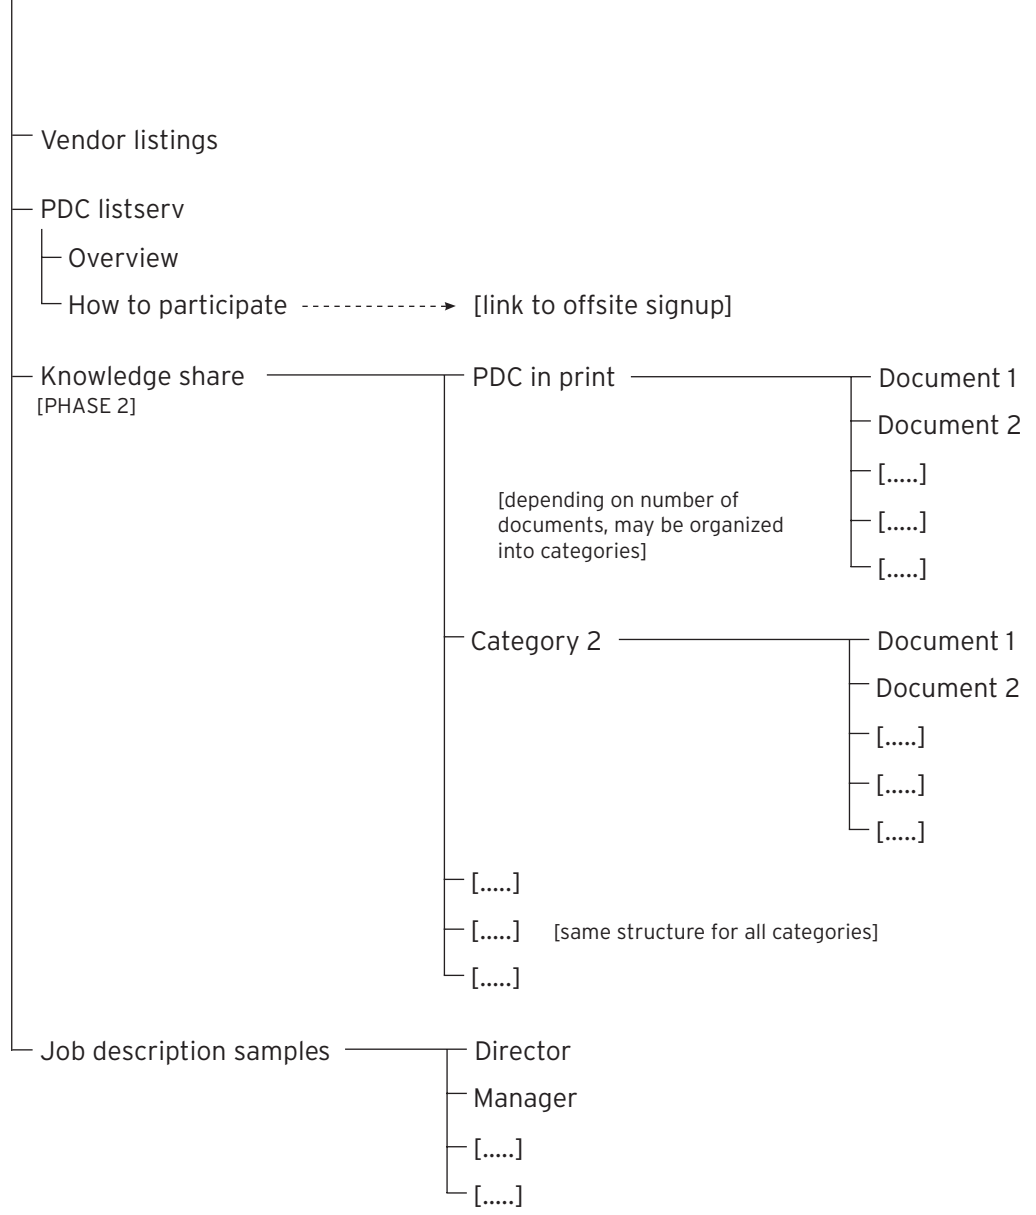 Vendor listings
PDC listserv
Overview
How to participate
[link to offsite signup]
Knowledge share
[PHASE 2]
PDC in print
Document 1
Document 2
[.....]
[.....]
[.....]
[depending on number of
documents, may be organized
into categories]
Category 2
Document 1
Document 2
[.....]
[.....]
[.....]
[.....]
[.....]
[same structure for all categories]
[.....]
Job description samples
Director
Manager
[.....]
[.....]